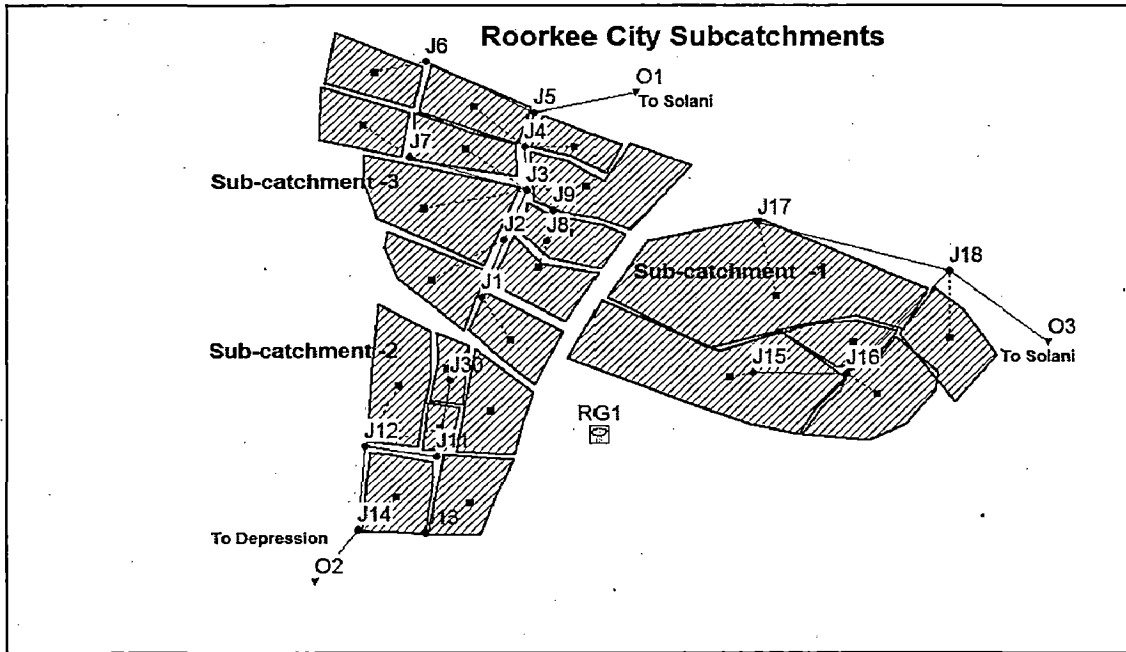 Roorkee City Subcatchments
J6
O1
To Solani
J5
J4
J7
Sub-catchment -3
J3
J9
J2
J8
J17
Sub-catchment -1
J18
J1
O3
To Solani
Sub-catchment -2
J30
J15
J16
RG1
J12
J11
J14
J13
To Depression
O2